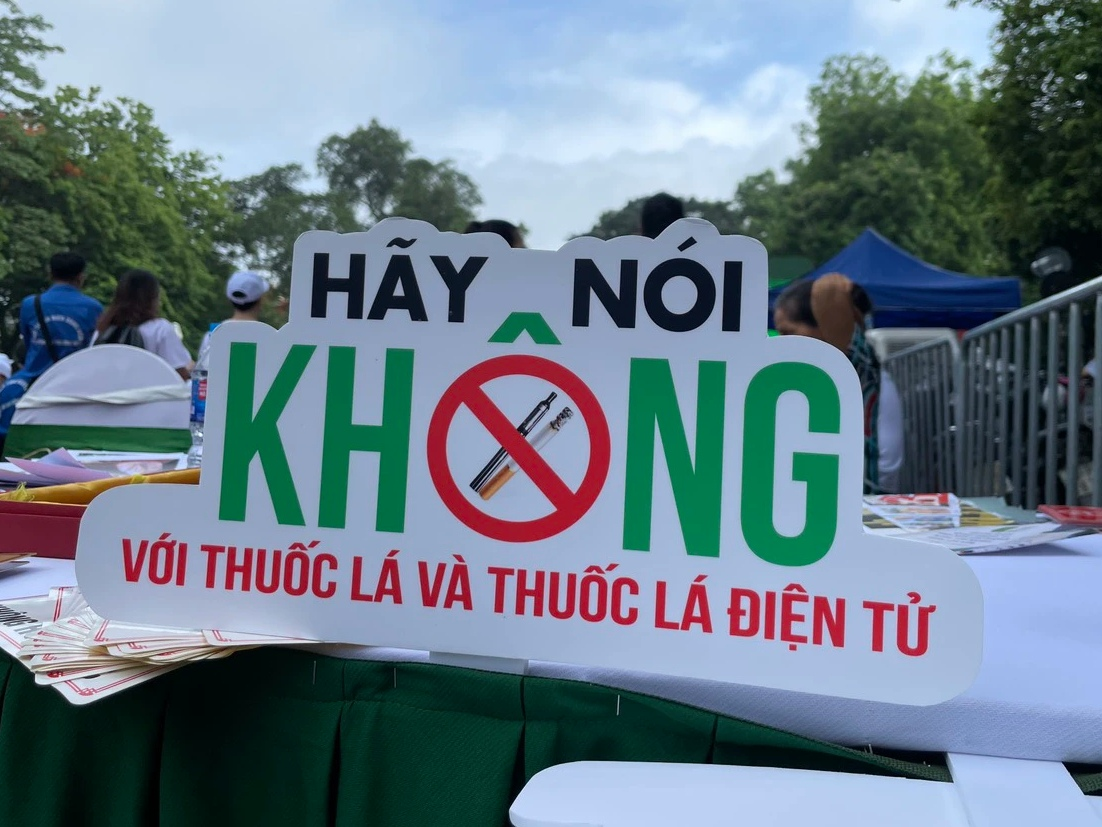 HÃY NÓI
KHÔNG
VỚI THUỐC LÁ VÀ THUỐC LÁ ĐIỆN TỬ